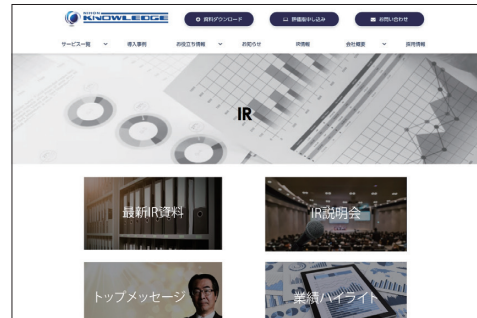 KNOWLEDGE
資料ダウンロード
評価版申し込み
お問い合わせ
サービス一覧 導入事例 お役立ち情報 お知らせ IR情報 会社概要 採用情報
IR
最新IR資料
IR説明会
トップメッセージ
業績ハイライト